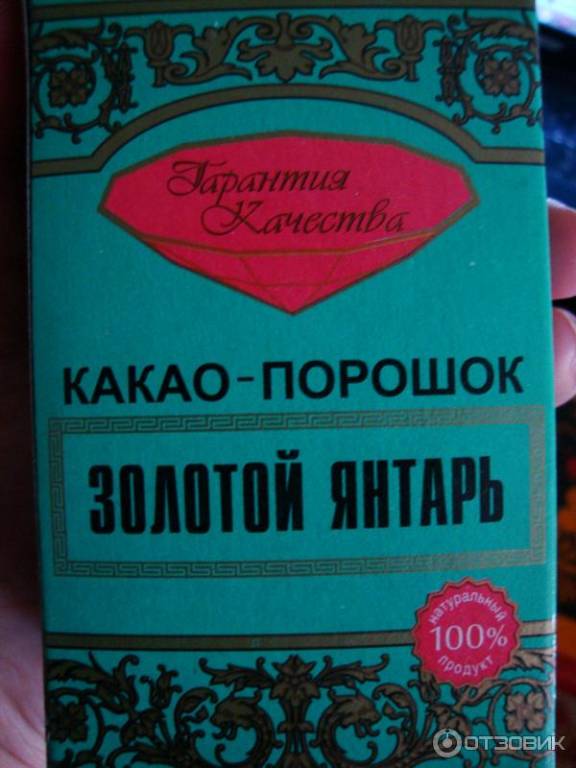 Гарантия
Качества
КАКАО-ПОРОШОК
ЗОЛОТОЙ ЯНТАРЬ
натуральный
100%
продукт
ОТЗОВИК